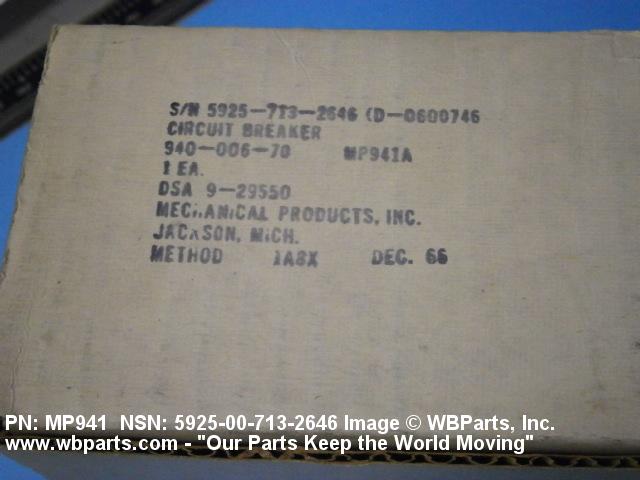 S/N 5925-713-2646 (D-0600746
CIRCUIT BREAKER
940-006-70 MP941A
1 EA.
DSA 9-29550
MECHANICAL PRODUCTS, INC.
JACKSON, MICH.
METHOD 1A8X DEC. 66
PN: MP941 NSN: 5925-00-713-2646 Image © WBParts, Inc.
www.wbparts.com - "Our Parts Keep the World Moving"